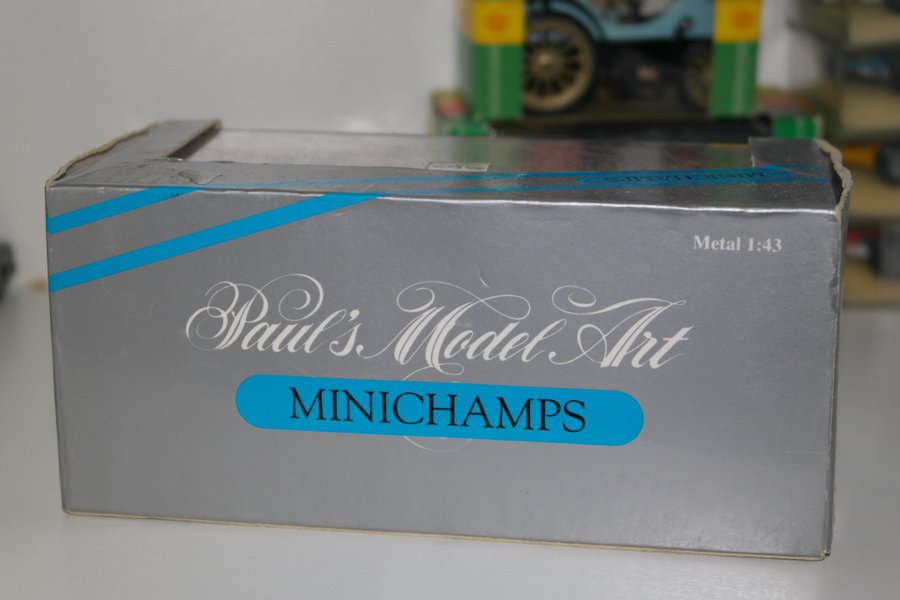 Metal 1:43
Paul's Model Art
MINICHAMPS